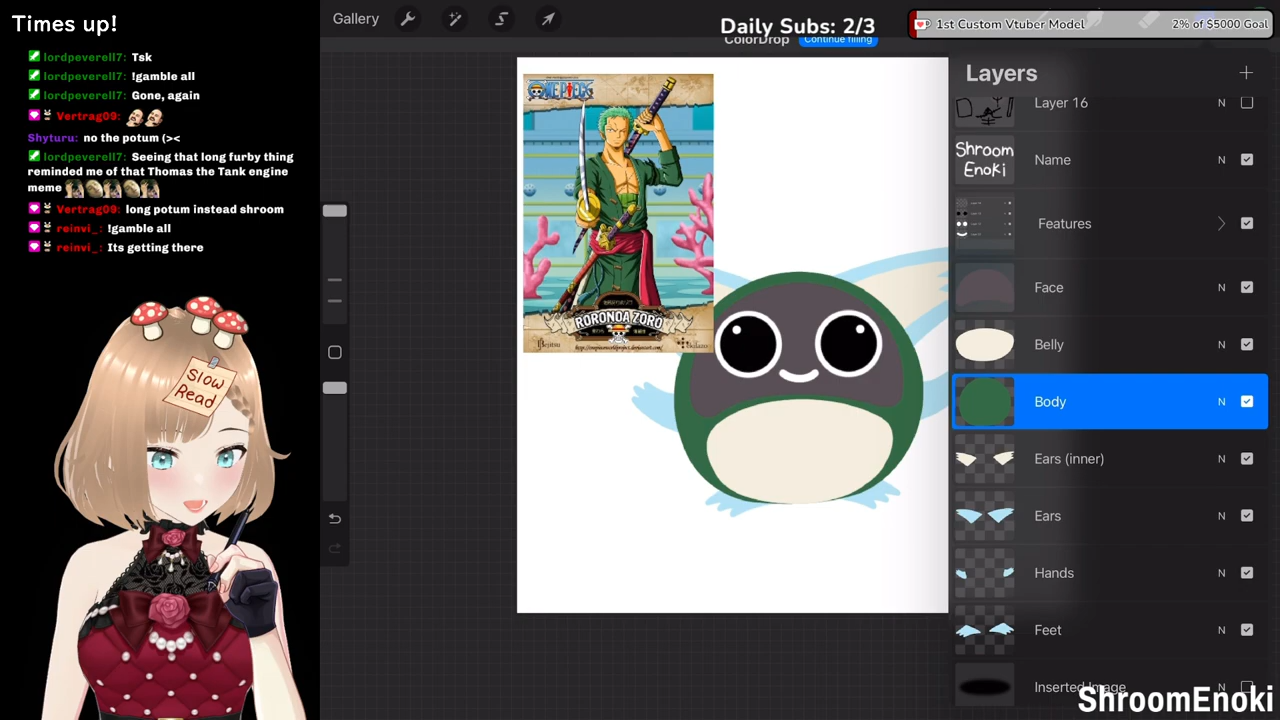 Times up!
lordpeverell7: Tsk
lordpeverell7: !gamble all
lordpeverell7: Gone, again
Vertrag09:
Shyturu: no the potum (><
lordpeverell7: Seeing that long furby thing
reminded me of that Thomas the Tank engine
meme
Vertrag09: long potum instead shroom
reinvi_: !gamble all
reinvi_: Its getting there
Slow
Read
Gallery
Daily Subs: 2/3
1st Custom Vtuber Model
2% of $5000 Goal
ColorDrop
Continue filling
ONE PIECE
RORONOA ZORO
Layers
Layer 16
N
Shroom
Enoki
Name
N
Features
Face
N
Belly
N
Body
N
Ears (inner)
N
Ears
N
Hands
N
Feet
N
Inserted Image
N
ShroomEnoki